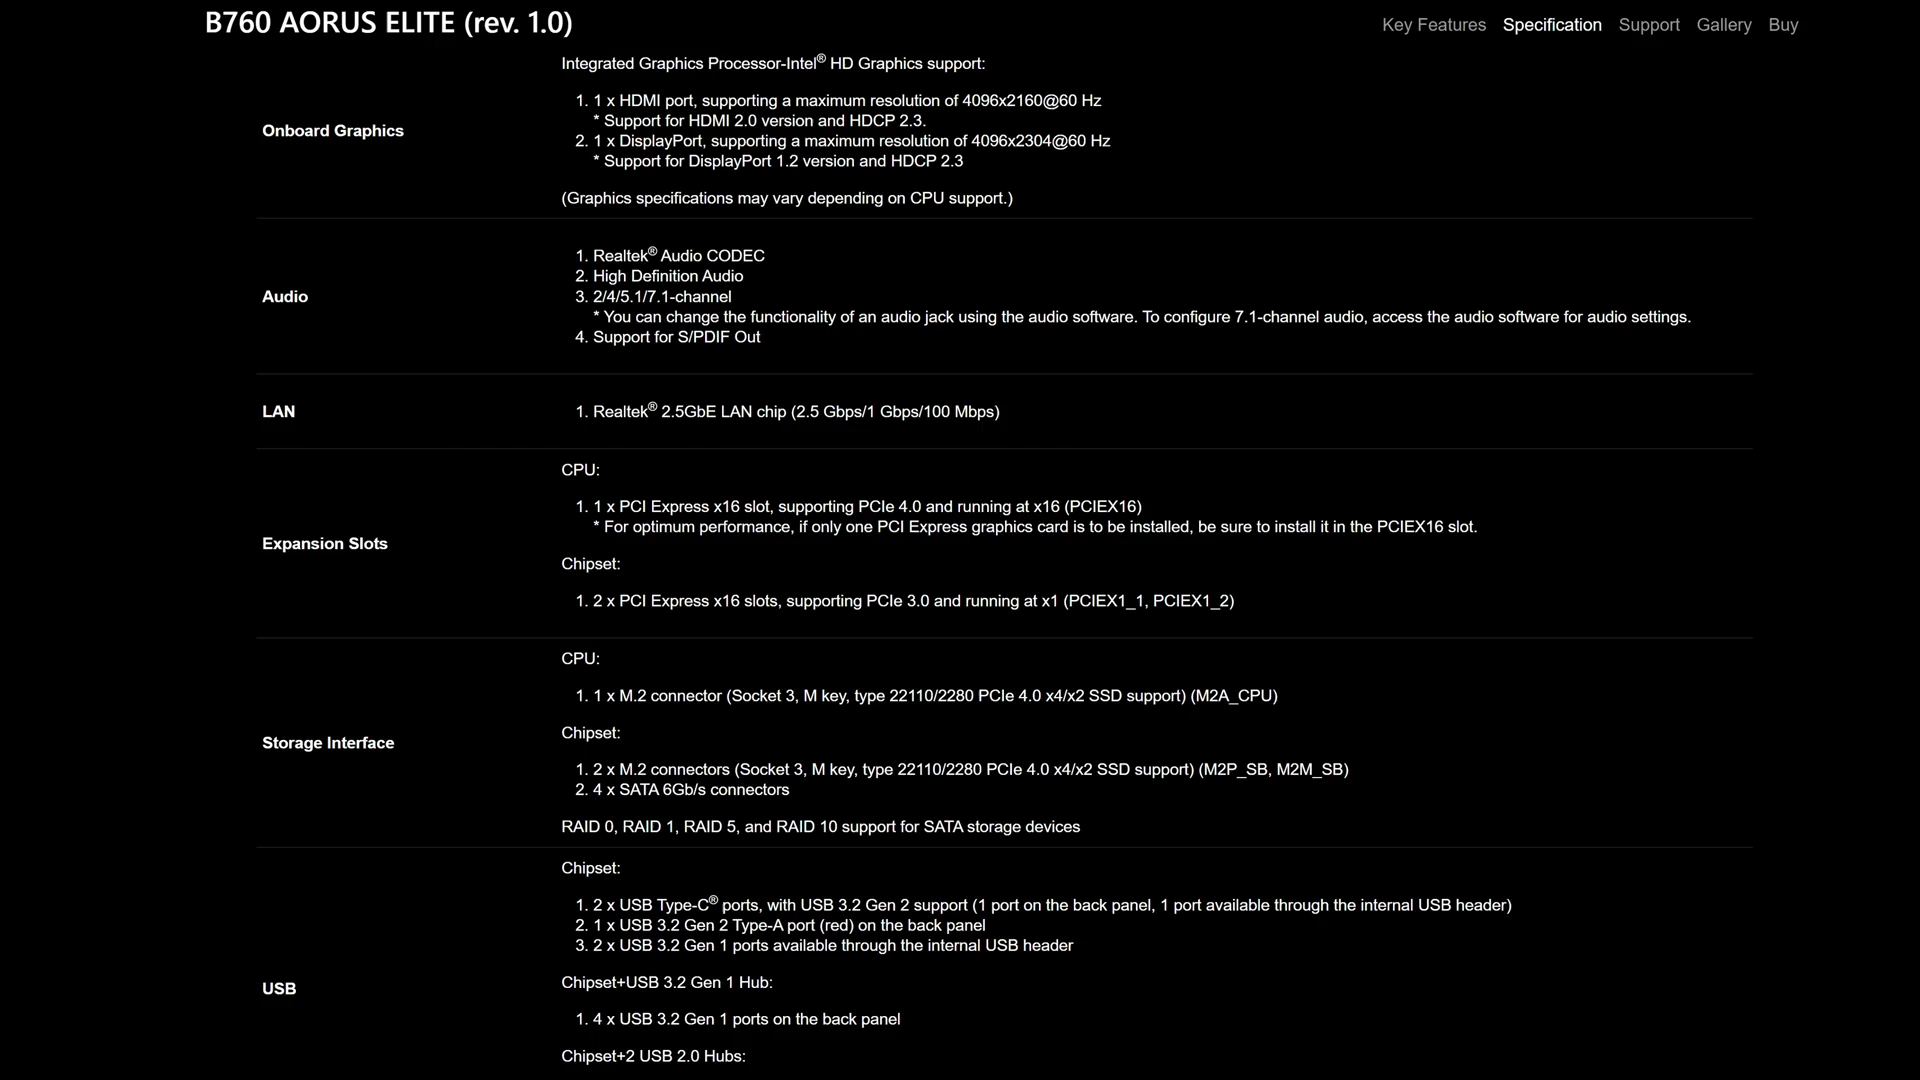 B760 AORUS ELITE (rev. 1.0)
Key Features Specification Support Gallery Buy
Onboard Graphics
Integrated Graphics Processor-Intel® HD Graphics support:
1. 1 x HDMI port, supporting a maximum resolution of 4096x2160@60 Hz
* Support for HDMI 2.0 version and HDCP 2.3.
2. 1 x DisplayPort, supporting a maximum resolution of 4096x2304@60 Hz
* Support for DisplayPort 1.2 version and HDCP 2.3
(Graphics specifications may vary depending on CPU support.)
Audio
1. Realtek® Audio CODEC
2. High Definition Audio
3. 2/4/5.1/7.1-channel
* You can change the functionality of an audio jack using the audio software. To configure 7.1-channel audio, access the audio software for audio settings.
4. Support for S/PDIF Out
LAN
1. Realtek® 2.5GbE LAN chip (2.5 Gbps/1 Gbps/100 Mbps)
Expansion Slots
CPU:
1. 1 x PCI Express x16 slot, supporting PCIe 4.0 and running at x16 (PCIEX16)
* For optimum performance, if only one PCI Express graphics card is to be installed, be sure to install it in the PCIEX16 slot.
Chipset:
1. 2 x PCI Express x16 slots, supporting PCIe 3.0 and running at x1 (PCIEX1_1, PCIEX1_2)
Storage Interface
CPU:
1. 1 x M.2 connector (Socket 3, M key, type 22110/2280 PCIe 4.0 x4/x2 SSD support) (M2A_CPU)
Chipset:
1. 2 x M.2 connectors (Socket 3, M key, type 22110/2280 PCIe 4.0 x4/x2 SSD support) (M2P_SB, M2M_SB)
2. 4 x SATA 6Gb/s connectors
RAID 0, RAID 1, RAID 5, and RAID 10 support for SATA storage devices
USB
Chipset:
1. 2 x USB Type-C® ports, with USB 3.2 Gen 2 support (1 port on the back panel, 1 port available through the internal USB header)
2. 1 x USB 3.2 Gen 2 Type-A port (red) on the back panel
3. 2 x USB 3.2 Gen 1 ports available through the internal USB header
Chipset+USB 3.2 Gen 1 Hub:
1. 4 x USB 3.2 Gen 1 ports on the back panel
Chipset+2 USB 2.0 Hubs: